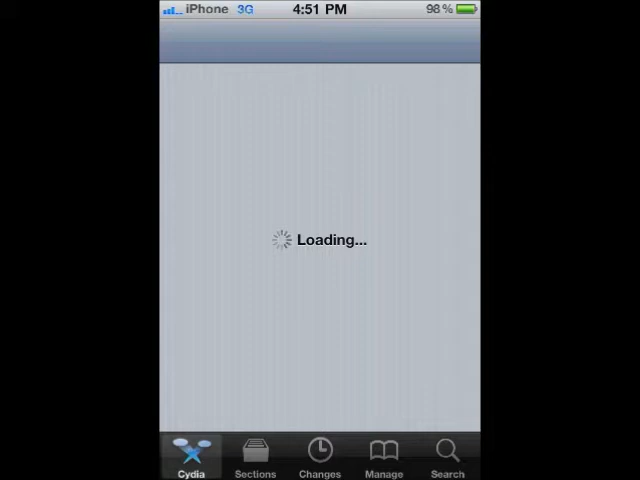 iPhone 3G 4:51 PM 98%
Loading...
Cydia Sections Changes Manage Search